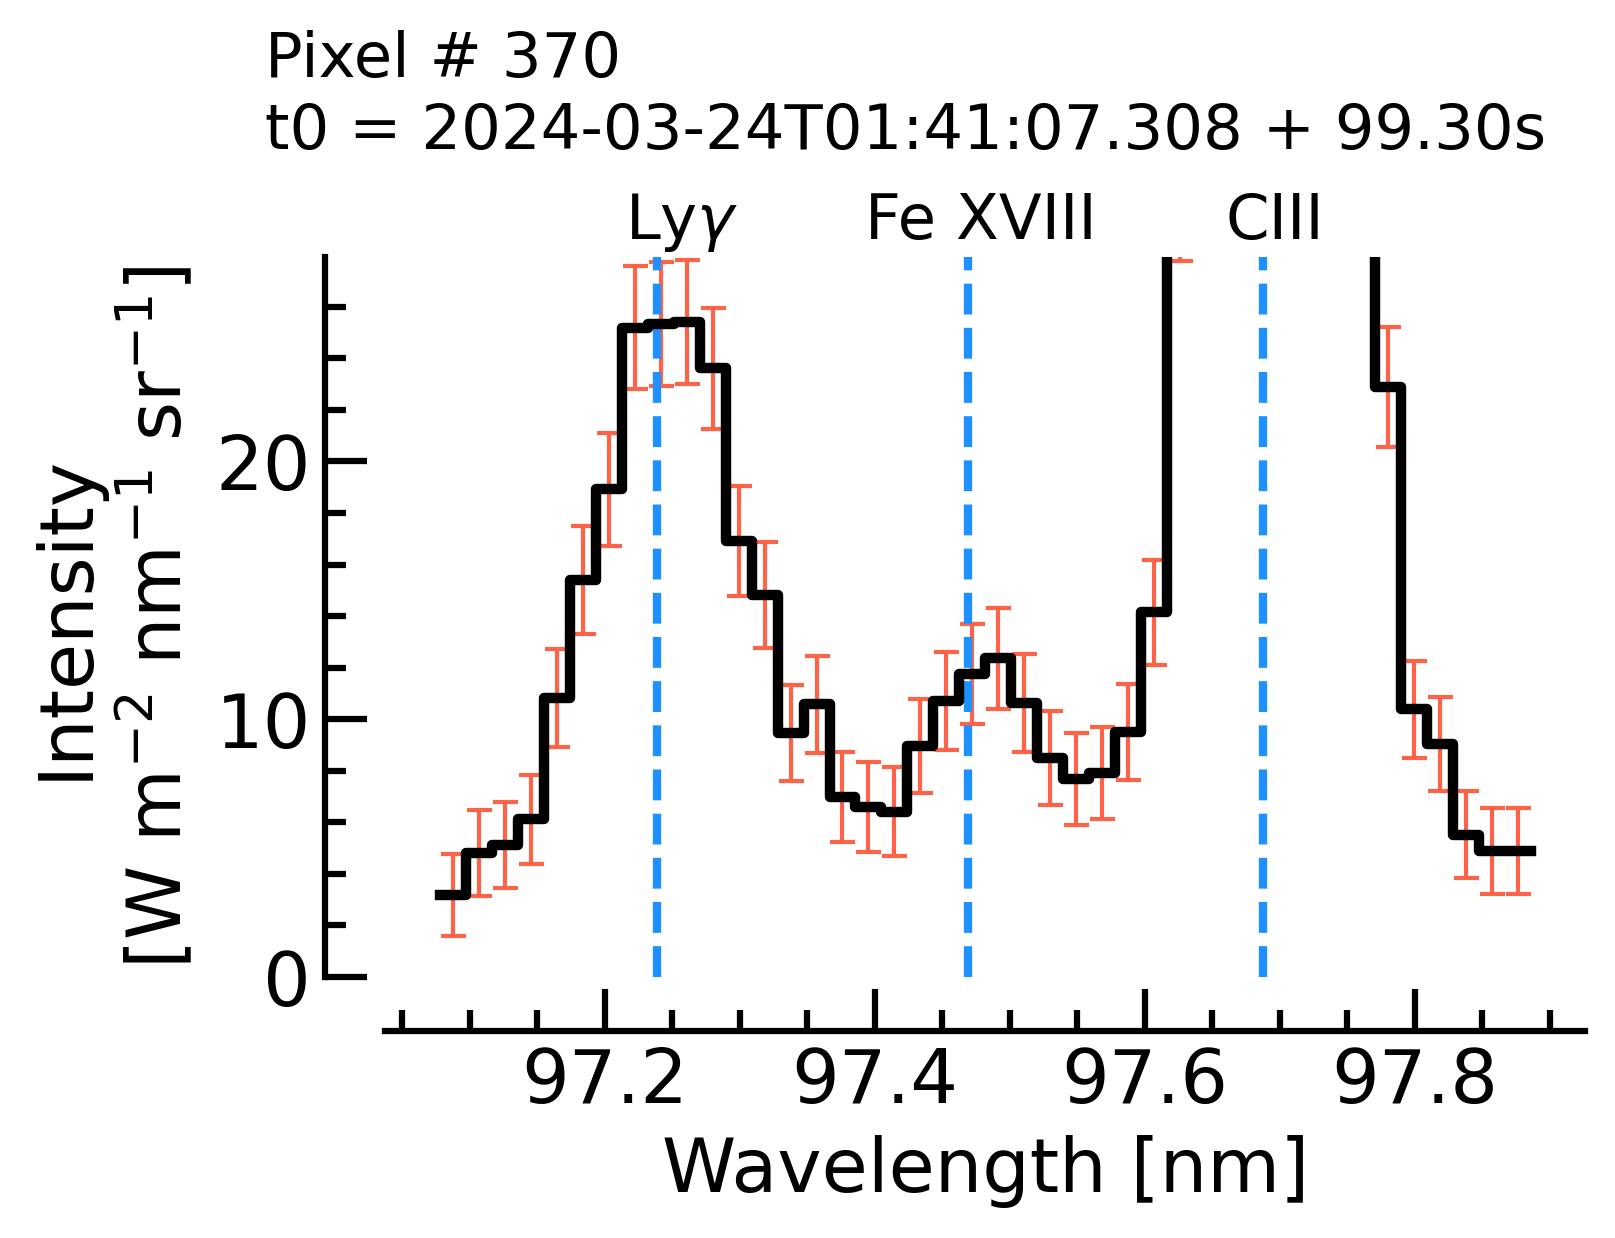 Pixel # 370
t0 = 2024-03-24T01:41:07.308 + 99.30s
Lyγ Fe XVIII CIII
Intensity
[W m⁻² nm⁻¹ sr⁻¹]
20
10
0
97.2 97.4 97.6 97.8
Wavelength [nm]